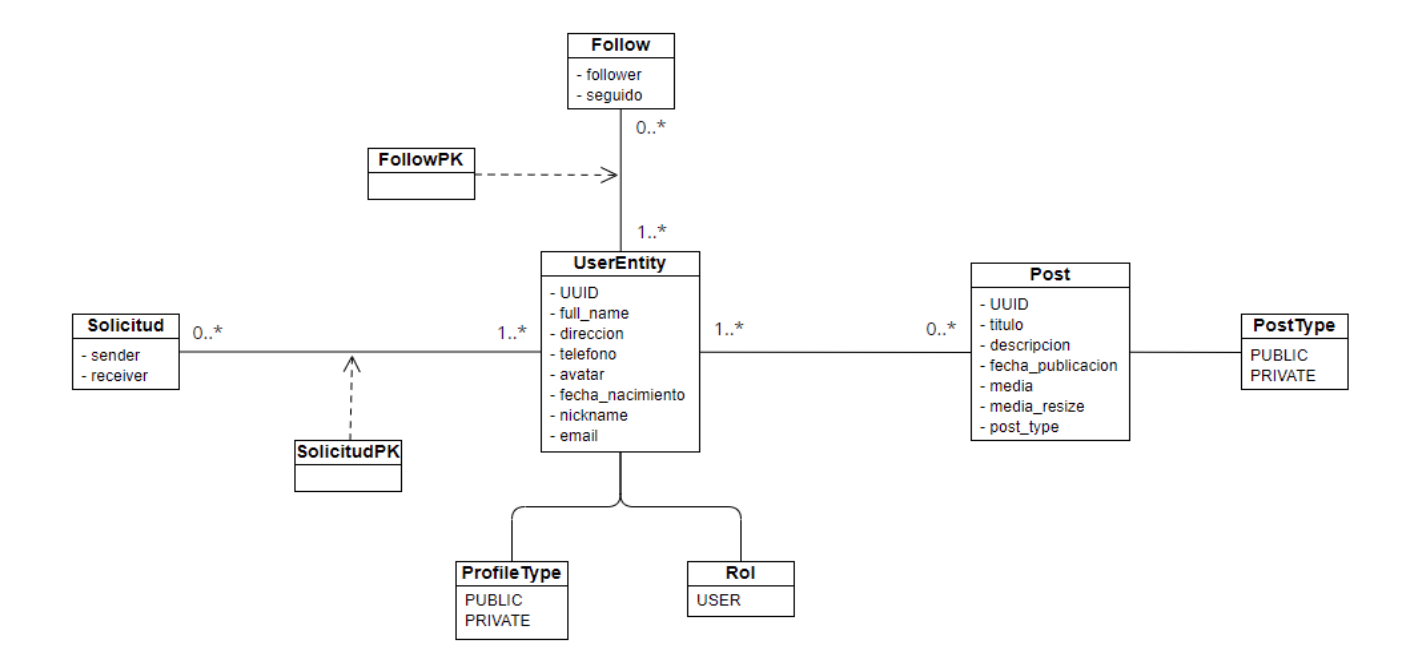 Follow
- follower
- seguido
0..*
FollowPK
1..*
UserEntity
- UUID
- full_name
- direccion
- telefono
- avatar
- fecha_nacimiento
- nickname
- email
Post
- UUID
- titulo
- descripcion
- fecha_publicacion
- media
- media_resize
- post_type
Solicitud
- sender
- receiver
0..*
1..*
1..*
0..*
PostType
PUBLIC
PRIVATE
SolicitudPK
ProfileType
PUBLIC
PRIVATE
Rol
USER